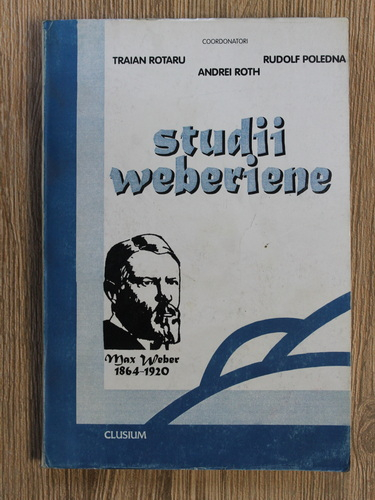 COORDONATORI
TRAIAN ROTARU
RUDOLF POLEDNA
ANDREI ROTH
studii
weberiene
Max Weber
1864-1920
CLUSIUM